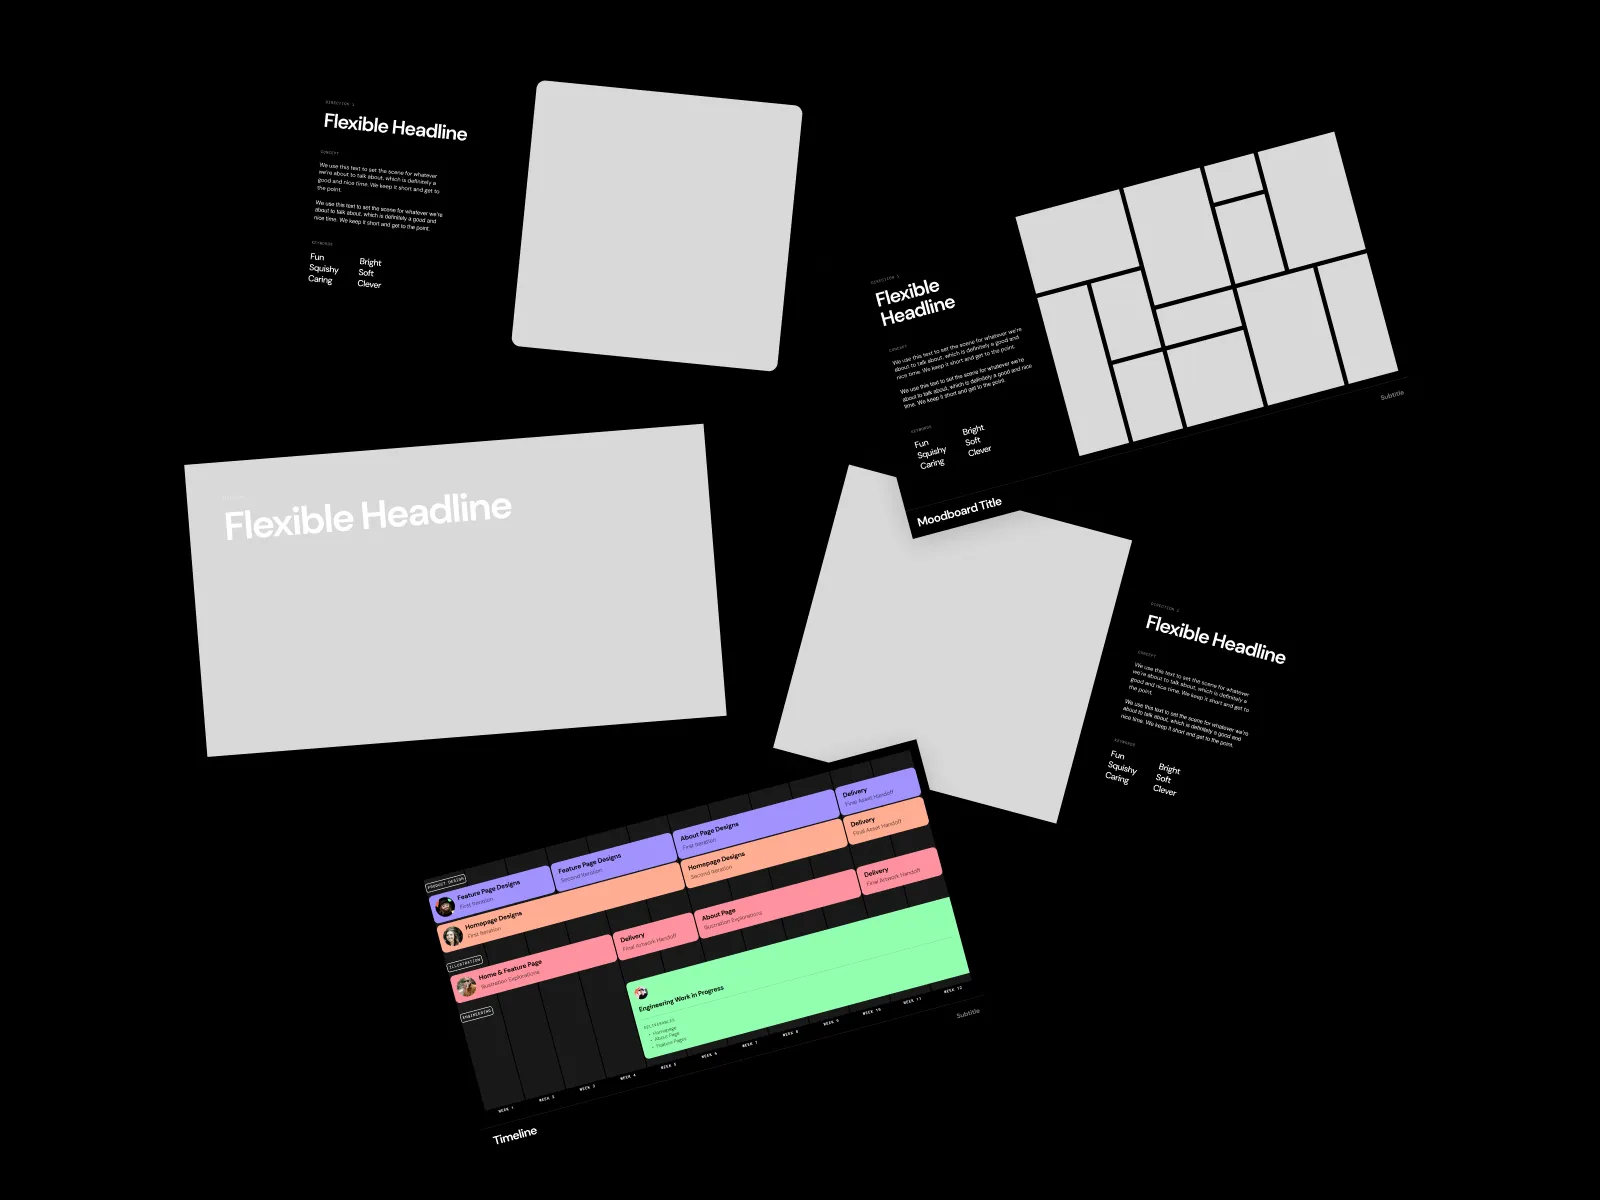 DIRECTION 1
Flexible Headline
CONCEPT
We use this text to set the scene for whatever
we're about to talk about, which is definitely a
good and nice time. We keep it short and get to
the point.
We use this text to set the scene for whatever we're
about to talk about, which is definitely a good and
nice time. We keep it short and get to the point.
KEYWORDS
Fun
Squishy
Caring
Bright
Soft
Clever
DIRECTION 1
Flexible
Headline
CONCEPT
We use this text to set the scene for whatever we're
about to talk about, which is definitely a good and
nice time. We keep it short and get to the point.
We use this text to set the scene for whatever we're
about to talk about, which is definitely a good and nice
time. We keep it short and get to the point.
KEYWORDS
Fun
Squishy
Caring
Bright
Soft
Clever
Moodboard Title
Subtitle
Flexible Headline
DIRECTION 1
Flexible Headline
CONCEPT
We use this text to set the scene for whatever
we're about to talk about, which is definitely a
good and nice time. We keep it short and get to
the point.
We use this text to set the scene for whatever we're
about to talk about, which is definitely a good and
nice time. We keep it short and get to the point.
KEYWORDS
Fun
Squishy
Caring
Bright
Soft
Clever
PRODUCT DESIGN
Feature Page Designs
First Iteration
Feature Page Designs
Second Iteration
About Page Designs
First Iteration
Delivery
Final Asset Handoff
Homepage Designs
First Iteration
Homepage Designs
Second Iteration
Delivery
Final Asset Handoff
ILLUSTRATION
Home & Feature Page
Illustration Explorations
Delivery
Final Artwork Handoff
About Page
Illustration Explorations
Delivery
Final Artwork Handoff
ENGINEERING
Engineering Work in Progress
DELIVERABLES
• Homepage
• About Page
• Feature Pages
WEEK 1
WEEK 2
WEEK 3
WEEK 4
WEEK 5
WEEK 6
WEEK 7
WEEK 8
WEEK 9
WEEK 10
WEEK 11
WEEK 12
Timeline
Subtitle